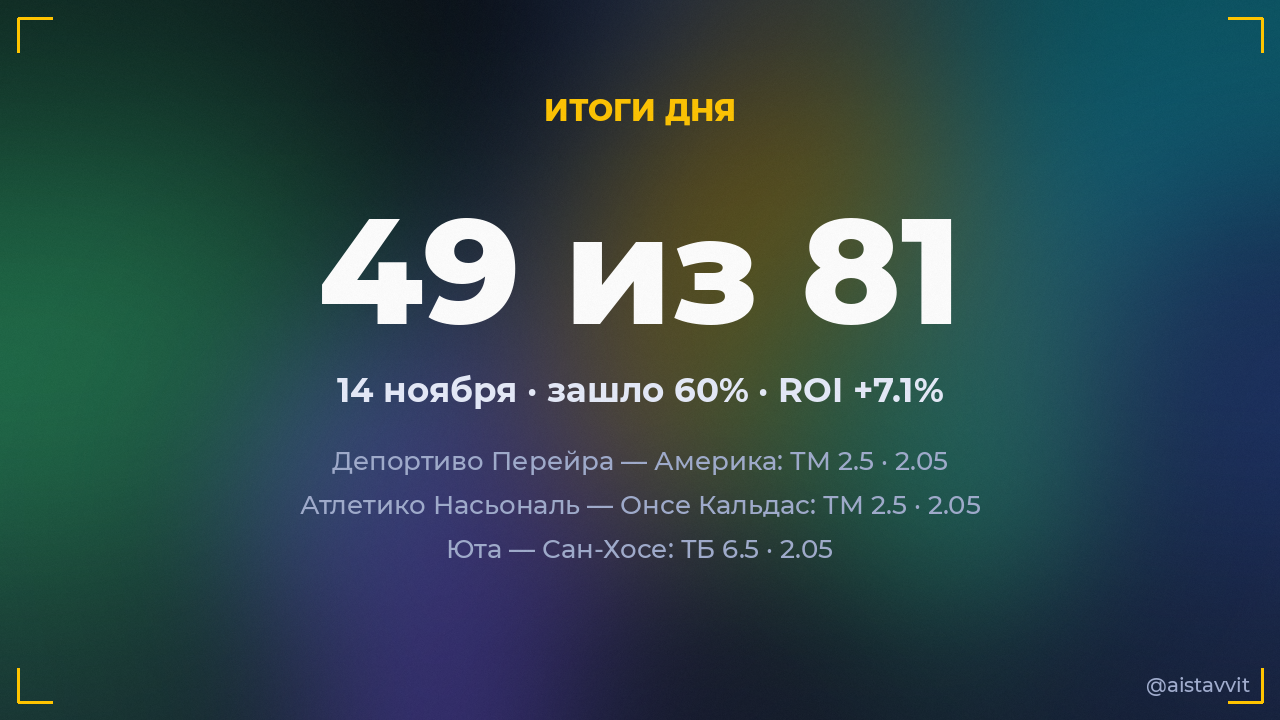 ИТОГИ ДНЯ
49 из 81
14 ноября · зашло 60% · ROI +7.1%
Депортиво Перейра — Америка: ТМ 2.5 · 2.05
Атлетико Насьональ — Онсе Кальдас: ТМ 2.5 · 2.05
Юта — Сан-Хосе: ТБ 6.5 · 2.05
@aistavvit